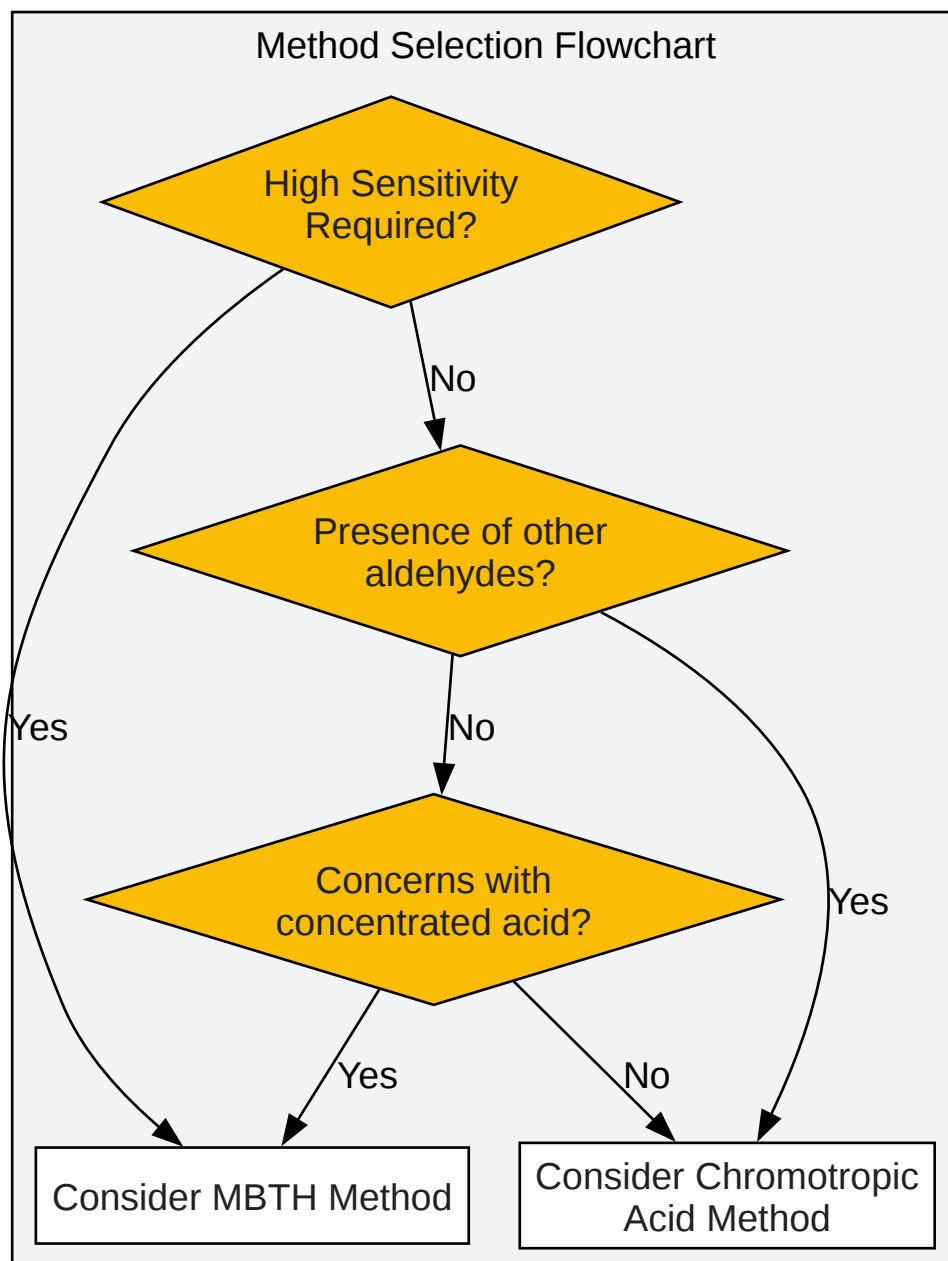 Method Selection Flowchart
High Sensitivity
Required?
No
Presence of other
aldehydes?
Yes
No
Concerns with
concentrated acid?
Yes
Yes
No
Consider MBTH Method
Consider Chromotropic
Acid Method